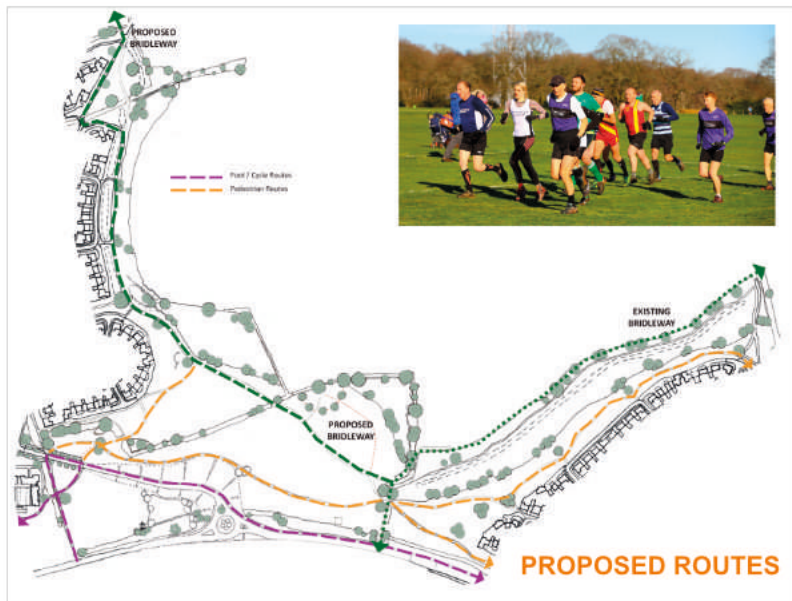 PROPOSED
BRIDLEWAY
Foot / Cycle Routes
Pedestrian Routes
EXISTING
BRIDLEWAY
PROPOSED
BRIDLEWAY
PROPOSED ROUTES